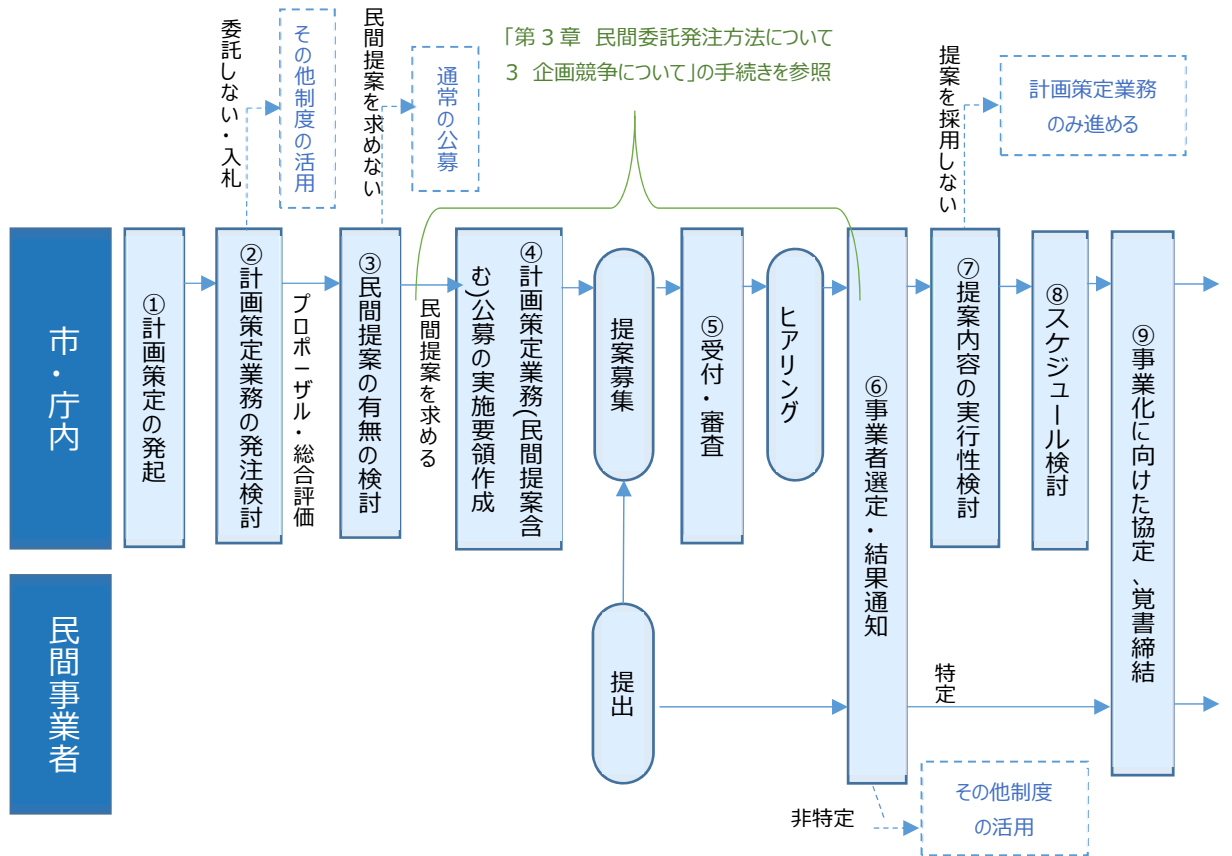 委託しない・入札
その他制度の活用
民間提案を求めない
通常の公募
「第3章 民間委託発注方法について
3 企画競争について」の手続きを参照
提案を採用しない
計画策定業務
のみ進める
市・庁内
①計画策定の発起
②計画策定業務の発注検討
プロポーザル・総合評価
③民間提案の有無の検討
民間提案を求める
④計画策定業務(民間提案含
む)公募の実施要領作成
提案募集
⑤受付・審査
ヒアリング
⑥事業者選定・結果通知
⑦提案内容の実行性検討
⑧スケジュール検討
⑨事業化に向けた協定、覚書締結
民間事業者
提出
特定
非特定
その他制度
の活用